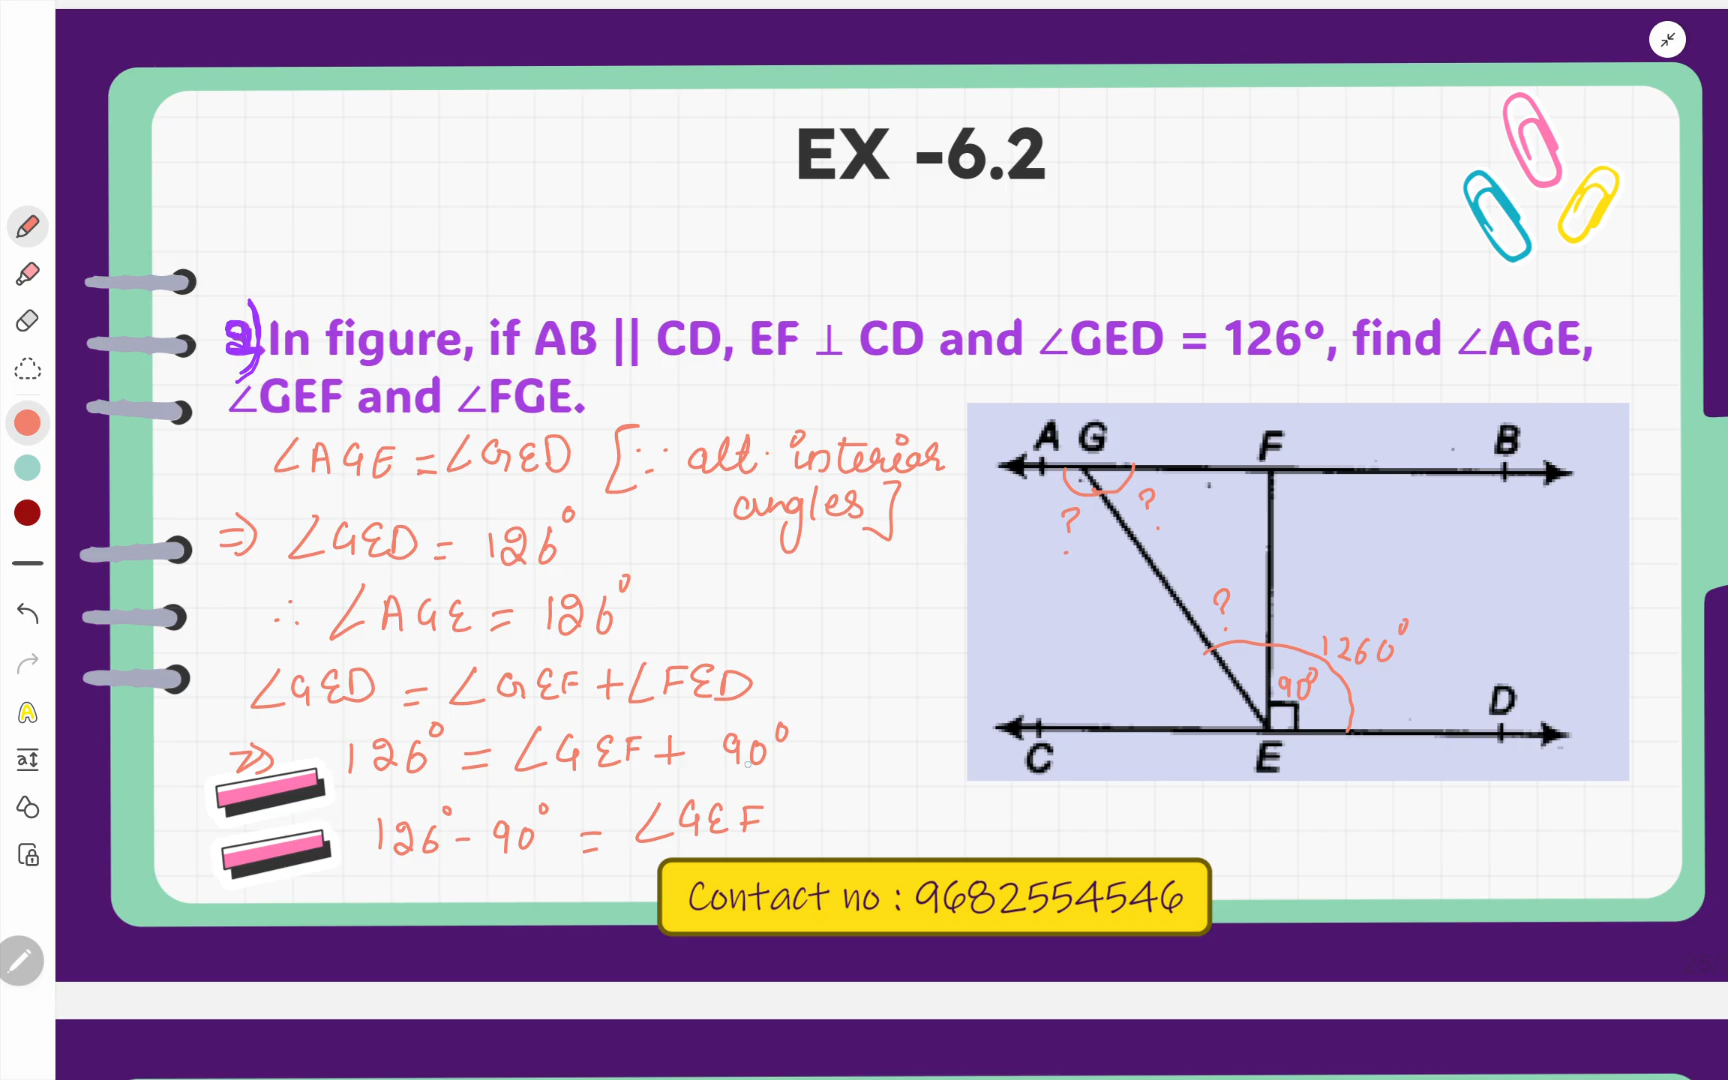 EX -6.2
In figure, if AB || CD, EF ⊥ CD and ∠GED = 126°, find ∠AGE,
∠GEF and ∠FGE.
∠AGE = ∠GED [∵ alt. interior
angles]
⇒ ∠GED = 126°
∴ ∠AGE = 126°
∠GED = ∠GEF + ∠FED
⇒ 126° = ∠GEF + 90°
126° - 90° = ∠GEF
A G F B
? ?
?
1260°
90°
D
C E
Contact no : 9682554546